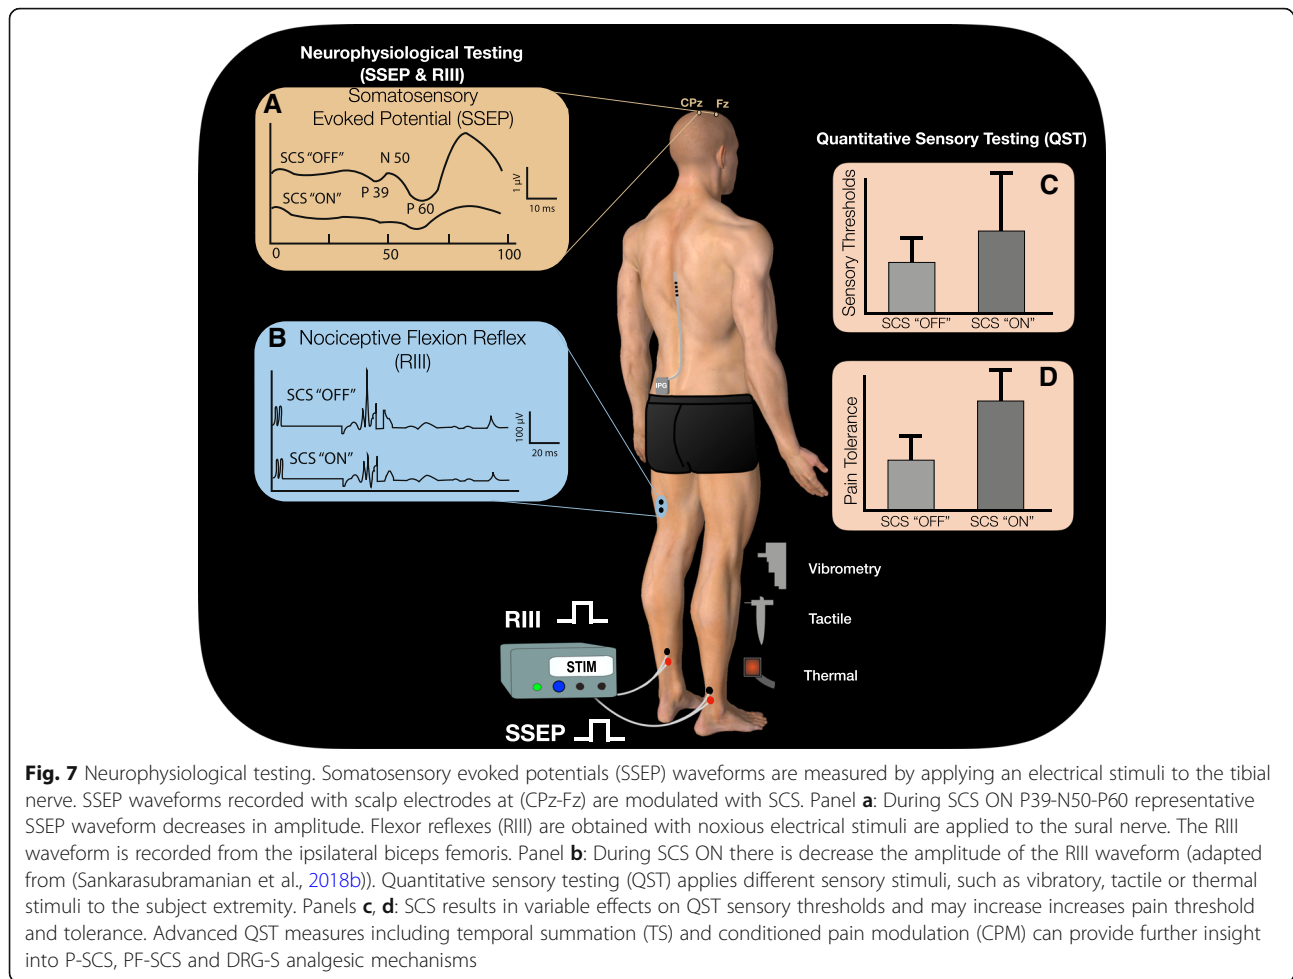 Neurophysiological Testing
(SSEP & RIII)
A
Somatosensory
Evoked Potential (SSEP)
SCS "OFF"
N 50
P 39
SCS "ON"
P 60
1 µV
10 ms
0
50
100
CPz
Fz
Quantitative Sensory Testing (QST)
C
Sensory Thresholds
SCS "OFF"
SCS "ON"
B
Nociceptive Flexion Reflex
(RIII)
SCS "OFF"
100 µV
20 ms
SCS "ON"
IPG
D
Pain Tolerance
SCS "OFF"
SCS "ON"
Vibrometry
Tactile
Thermal
RIII
STIM
SSEP
Fig. 7 Neurophysiological testing. Somatosensory evoked potentials (SSEP) waveforms are measured by applying an electrical stimuli to the tibial
nerve. SSEP waveforms recorded with scalp electrodes at (CPz-Fz) are modulated with SCS. Panel a: During SCS ON P39-N50-P60 representative
SSEP waveform decreases in amplitude. Flexor reflexes (RIII) are obtained with noxious electrical stimuli are applied to the sural nerve. The RIII
waveform is recorded from the ipsilateral biceps femoris. Panel b: During SCS ON there is decrease the amplitude of the RIII waveform (adapted
from (Sankarasubramanian et al., 2018b)). Quantitative sensory testing (QST) applies different sensory stimuli, such as vibratory, tactile or thermal
stimuli to the subject extremity. Panels c, d: SCS results in variable effects on QST sensory thresholds and may increase increases pain threshold
and tolerance. Advanced QST measures including temporal summation (TS) and conditioned pain modulation (CPM) can provide further insight
into P-SCS, PF-SCS and DRG-S analgesic mechanisms